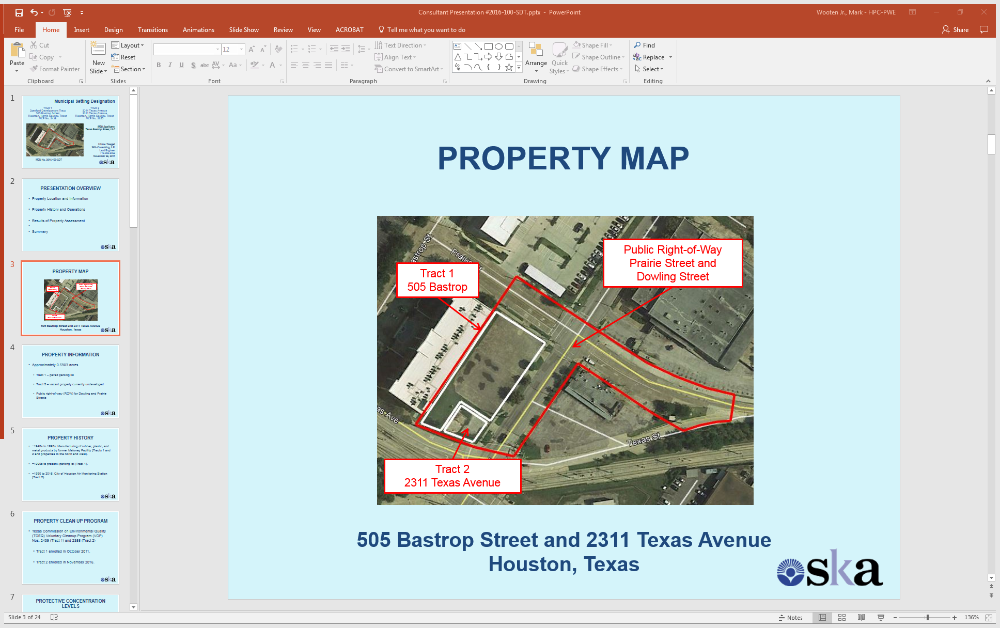 Consultant Presentation #2016-100-SDT.pptx - PowerPoint
Wooten Jr., Mark - HPC-PWE
File
Home
Insert
Design
Transitions
Animations
Slide Show
Review
View
ACROBAT
Tell me what you want to do
Share
Paste
Cut
Copy
Format Painter
Clipboard
New
Slide
Layout
Reset
Section
Slides
12
Font
Text Direction
Align Text
Convert to SmartArt
Paragraph
Arrange
Quick
Styles
Shape Fill
Shape Outline
Shape Effects
Drawing
Find
Replace
Select
Editing
1
Municipal Setting Designation
Tract 1
Stanford Development Tract
505 Bastrop Street
Houston, Harris County, Texas
Tract 2
2311 Texas Avenue
2311 Texas Avenue
Houston, Harris County, Texas
MSD Applicant:
Texas Bastrop Street, LLC
Chris Siegel
SKA Consulting, L.P.
Lead Engineer
MSD No. 2016-100-SDT
ska
2
PRESENTATION OVERVIEW
• Property Location and Information
• Property History and Operations
• Results of Property Assessment
•
• Summary
ska
3
PROPERTY MAP
505 Bastrop Street and 2311 Texas Avenue
Houston, Texas
ska
4
PROPERTY INFORMATION
• Approximately 0.5983 acres
• Tract 1 – paved parking lot
• Tract 2 – vacant property currently undeveloped
• Public right-of-way (ROW) for Dowling and Prairie
Streets
ska
5
PROPERTY HISTORY
• ~1940s to 1990s: Manufacturing of rubber, plastic, and
metal products by former Maloney Facility (Tracts 1 and
2 and properties to the north and west).
• ~1990s to present: parking lot (Tract 1).
• ~1990 to 2016: City of Houston Air Monitoring Station
(Tract 2).
ska
6
PROPERTY CLEAN UP PROGRAM
• Texas Commission on Environmental Quality
(TCEQ) Voluntary Cleanup Program (VCP)
Nos. 2439 (Tract 1) and 2855 (Tract 2)
• Tract 1 enrolled in October 2011.
• Tract 2 enrolled in November 2016.
ska
7
PROTECTIVE CONCENTRATION
LEVELS
PROPERTY MAP
astrop St
Prairie
Public Right-of-Way
Prairie Street and
Dowling Street
Tract 1
505 Bastrop
as Ave
Texas St
Tract 2
2311 Texas Avenue
505 Bastrop Street and 2311 Texas Avenue
Houston, Texas
ska
Slide 3 of 24
Notes
136%